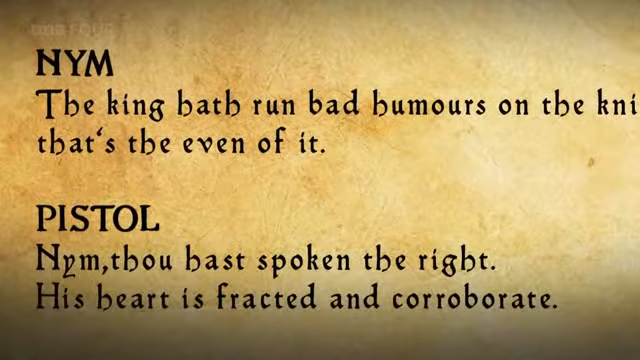 NYM
The king hath run bad humours on the kni
that's the even of it.
PISTOL
Nym,thou hast spoken the right.
His heart is fracted and corroborate.